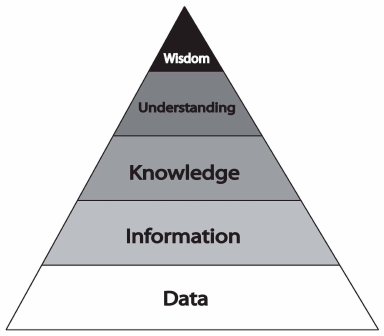 Wisdom
Understanding
Knowledge
Information
Data